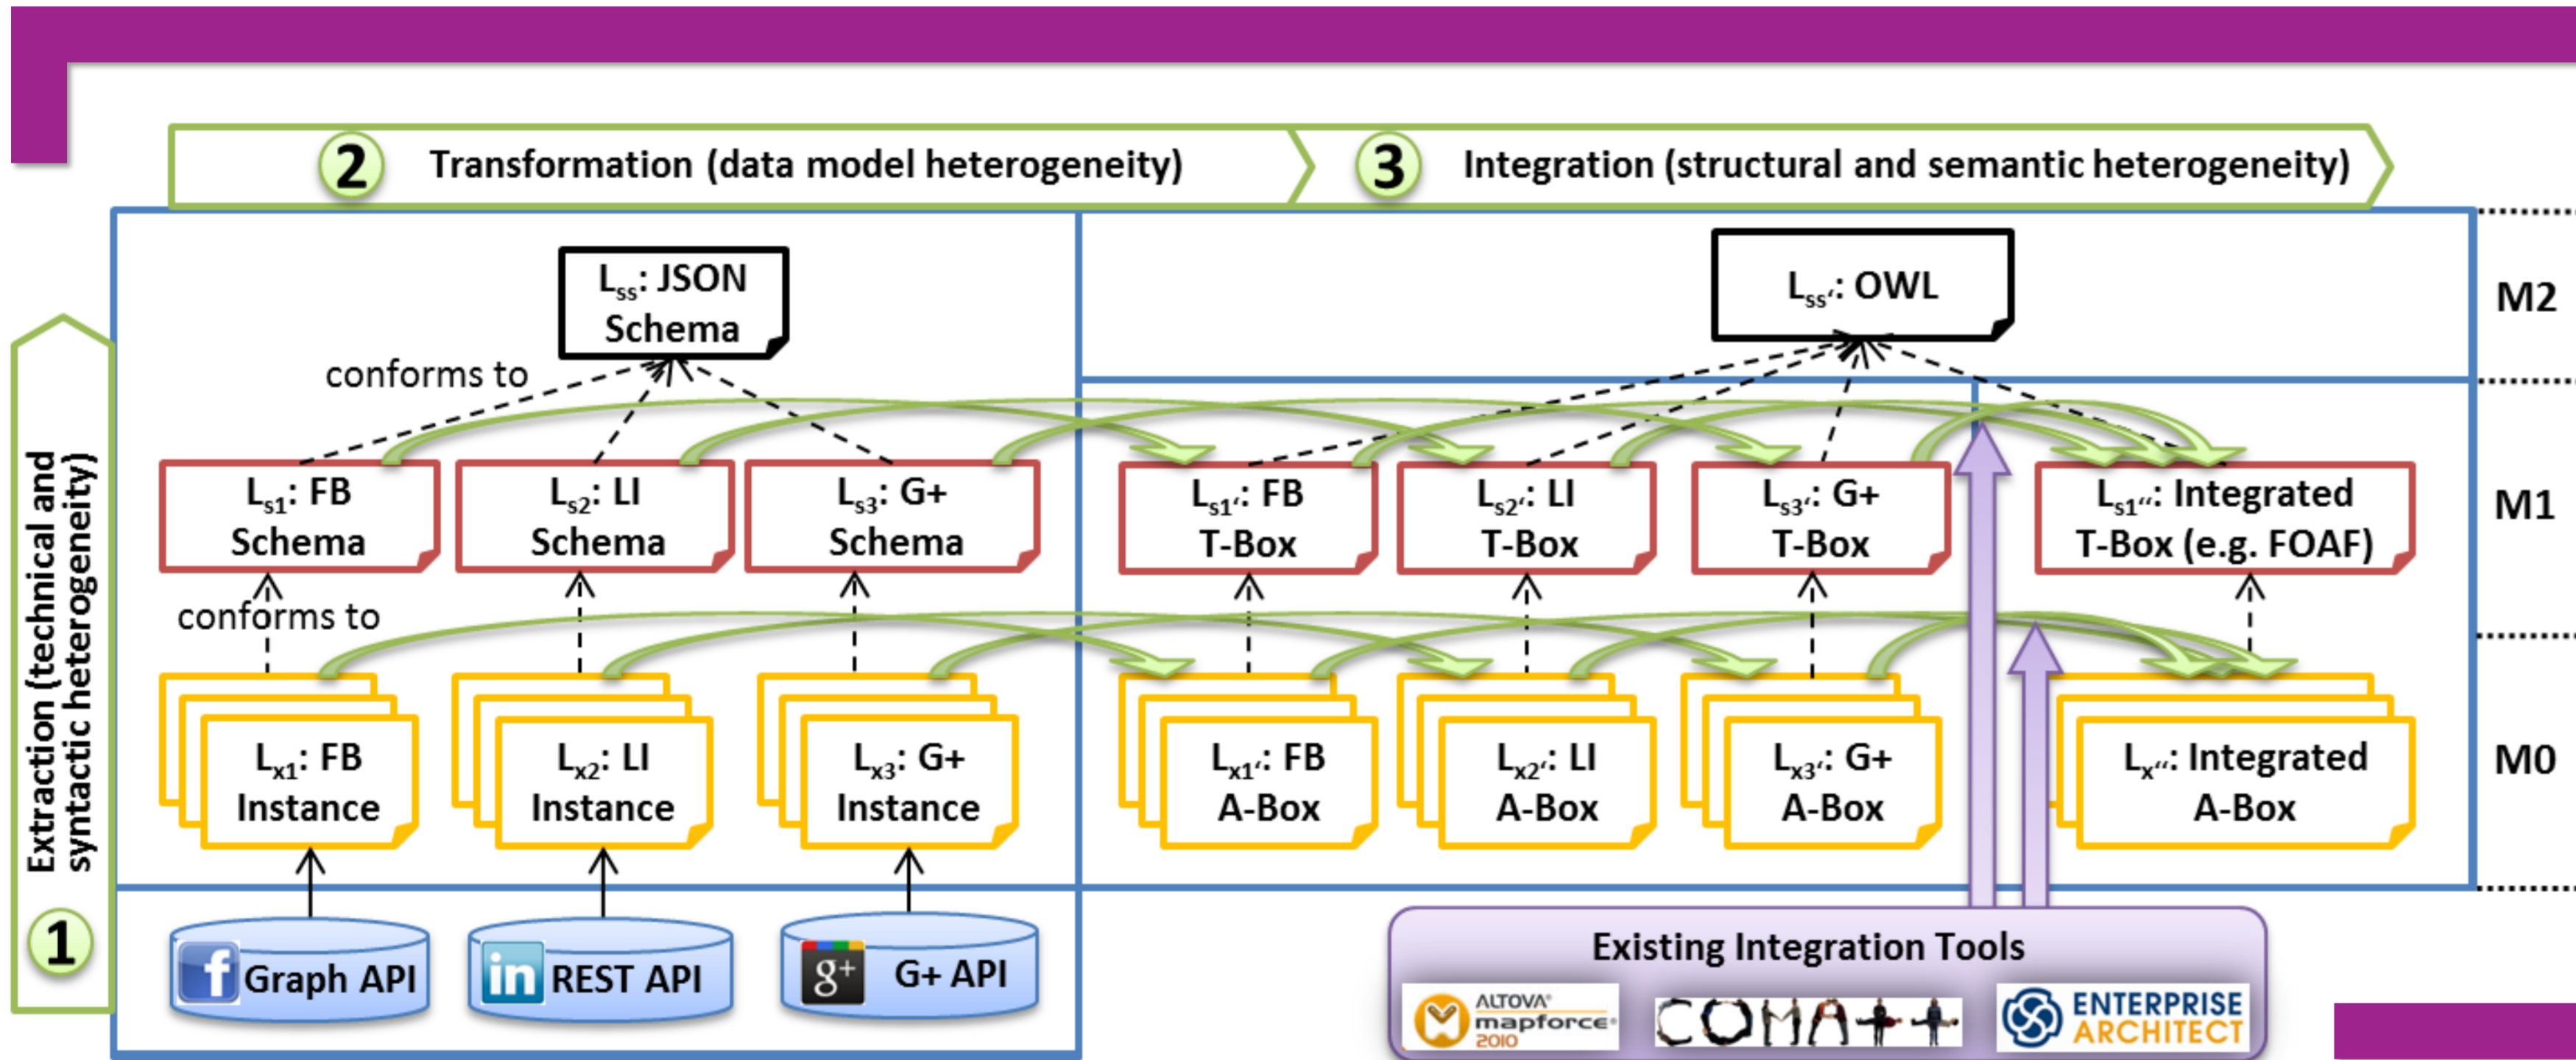 2 Transformation (data model heterogeneity)
3 Integration (structural and semantic heterogeneity)
Lss: JSON
Schema
Lss‘: OWL
M2
conforms to
Ls1: FB
Schema
Ls2: LI
Schema
Ls3: G+
Schema
Ls1‘: FB
T-Box
Ls2‘: LI
T-Box
Ls3‘: G+
T-Box
Ls1‘‘: Integrated
T-Box (e.g. FOAF)
M1
conforms to
Lx1: FB
Instance
Lx2: LI
Instance
Lx3: G+
Instance
Lx1‘: FB
A-Box
Lx2‘: LI
A-Box
Lx3‘: G+
A-Box
Lx‘‘: Integrated
A-Box
M0
Extraction (technical and
syntactic heterogeneity)
1
f Graph API
in REST API
g+ G+ API
Existing Integration Tools
ALTOVA®
mapforce®
2010
COMA++
ENTERPRISE
ARCHITECT